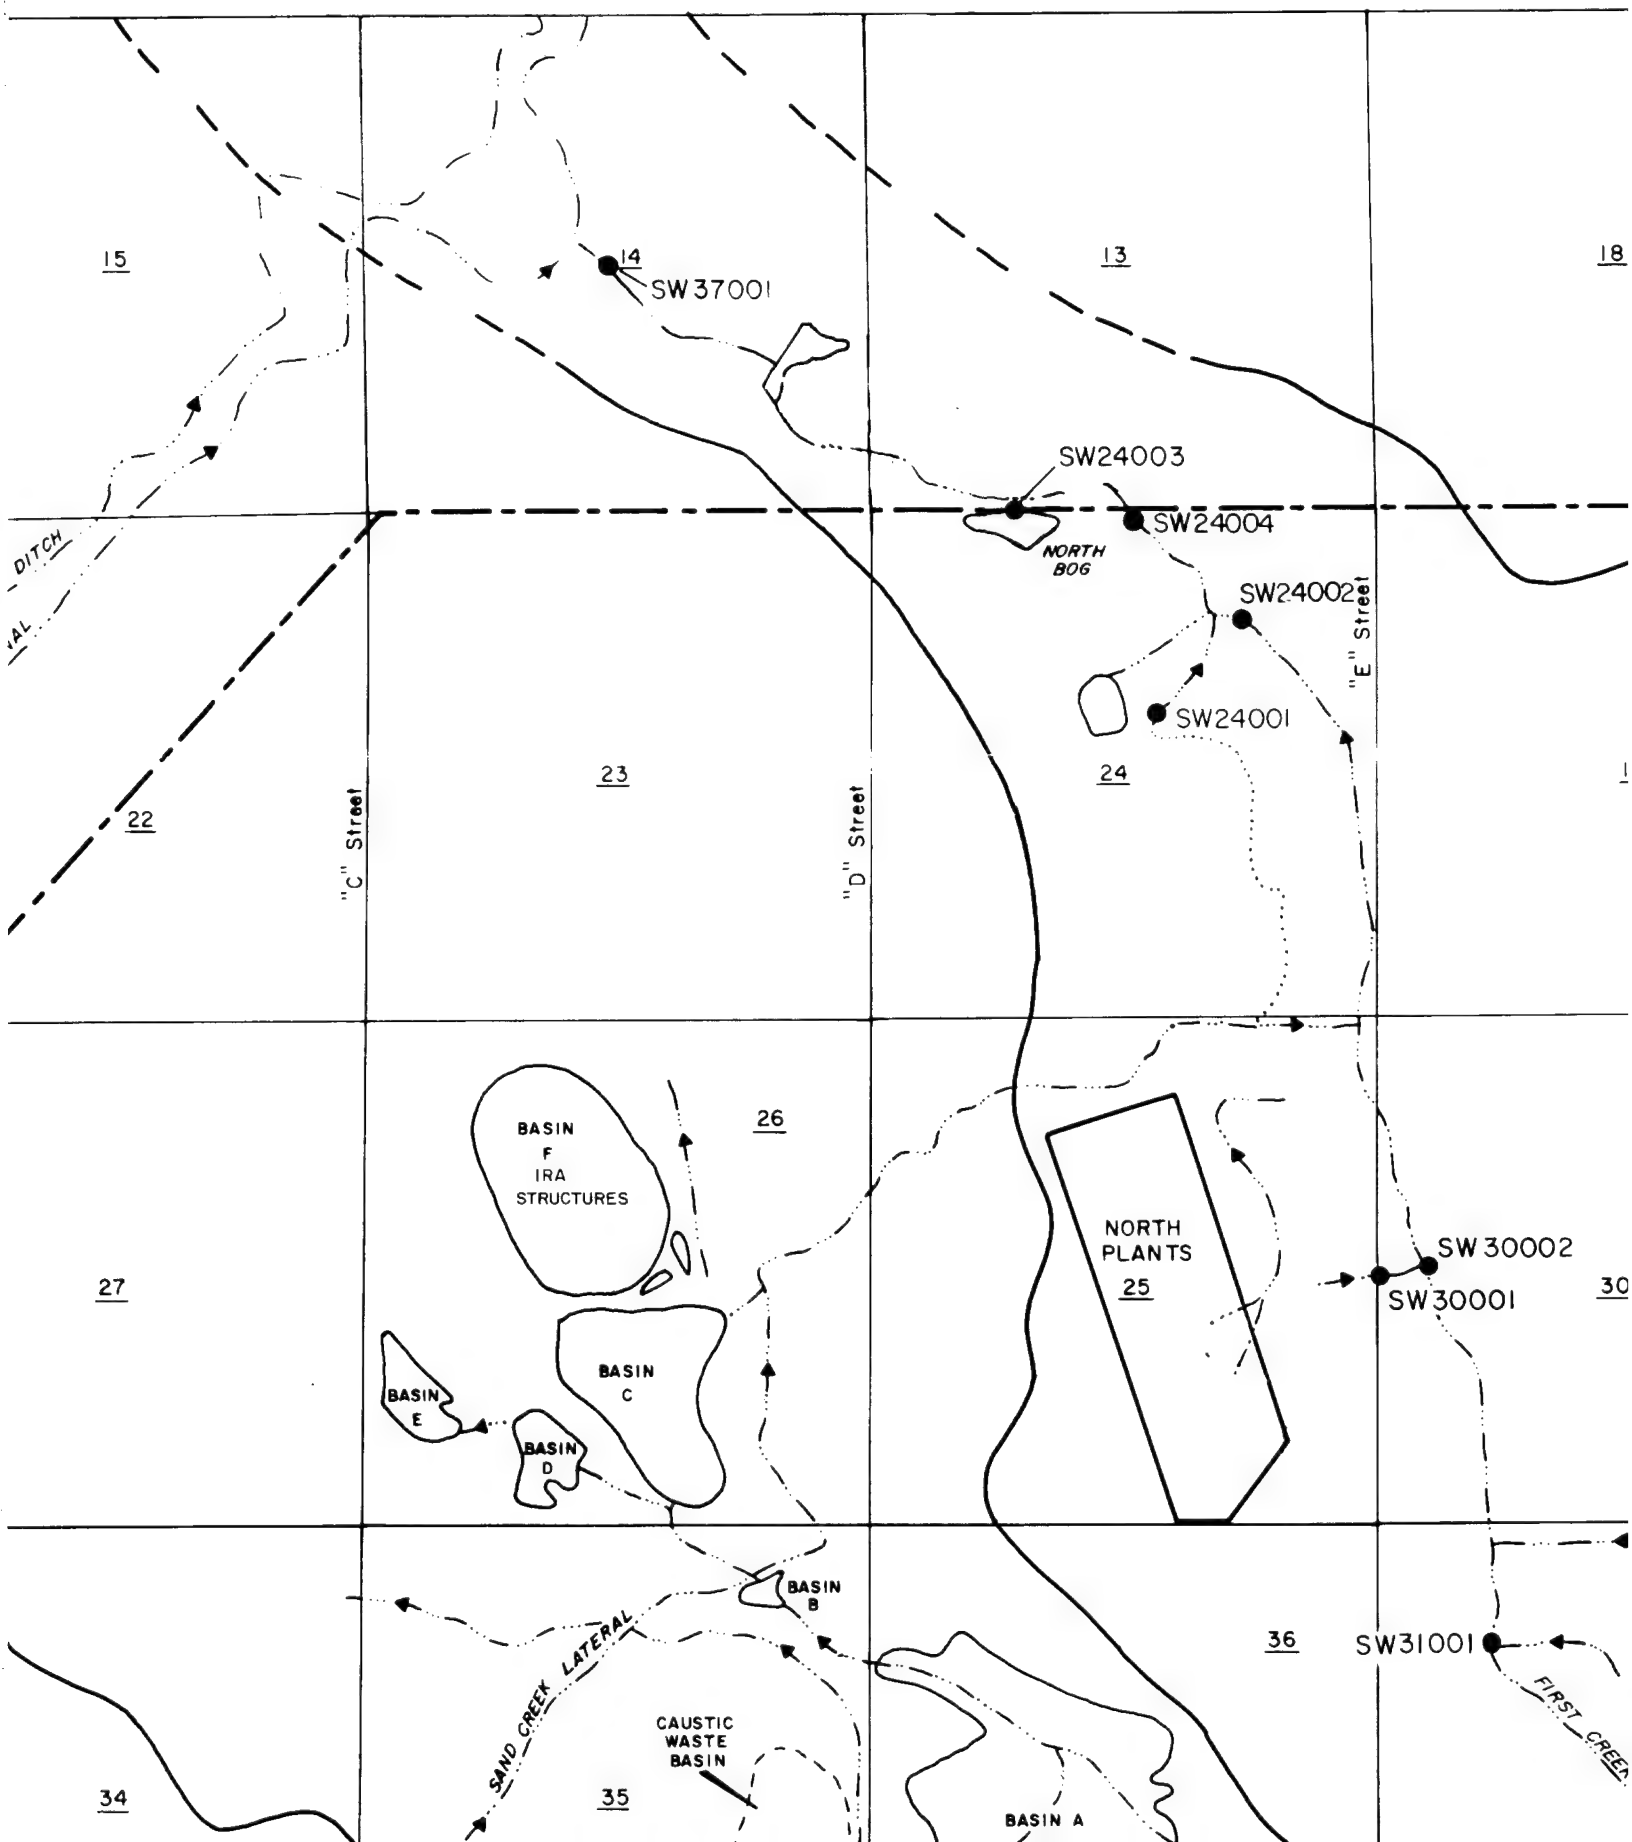 15
14
13
18
SW37001
SW24003
SW24004
NORTH
BOG
DITCH
SW24002
"E" Street
SW24001
23
24
22
"C" Street
"D" Street
BASIN
F
IRA
STRUCTURES
26
NORTH
PLANTS
25
SW30002
SW30001
27
30
BASIN
C
BASIN
E
BASIN
D
BASIN
B
36
SW31001
SAND CREEK LATERAL
FIRST CREEK
CAUSTIC
WASTE
BASIN
34
35
BASIN A